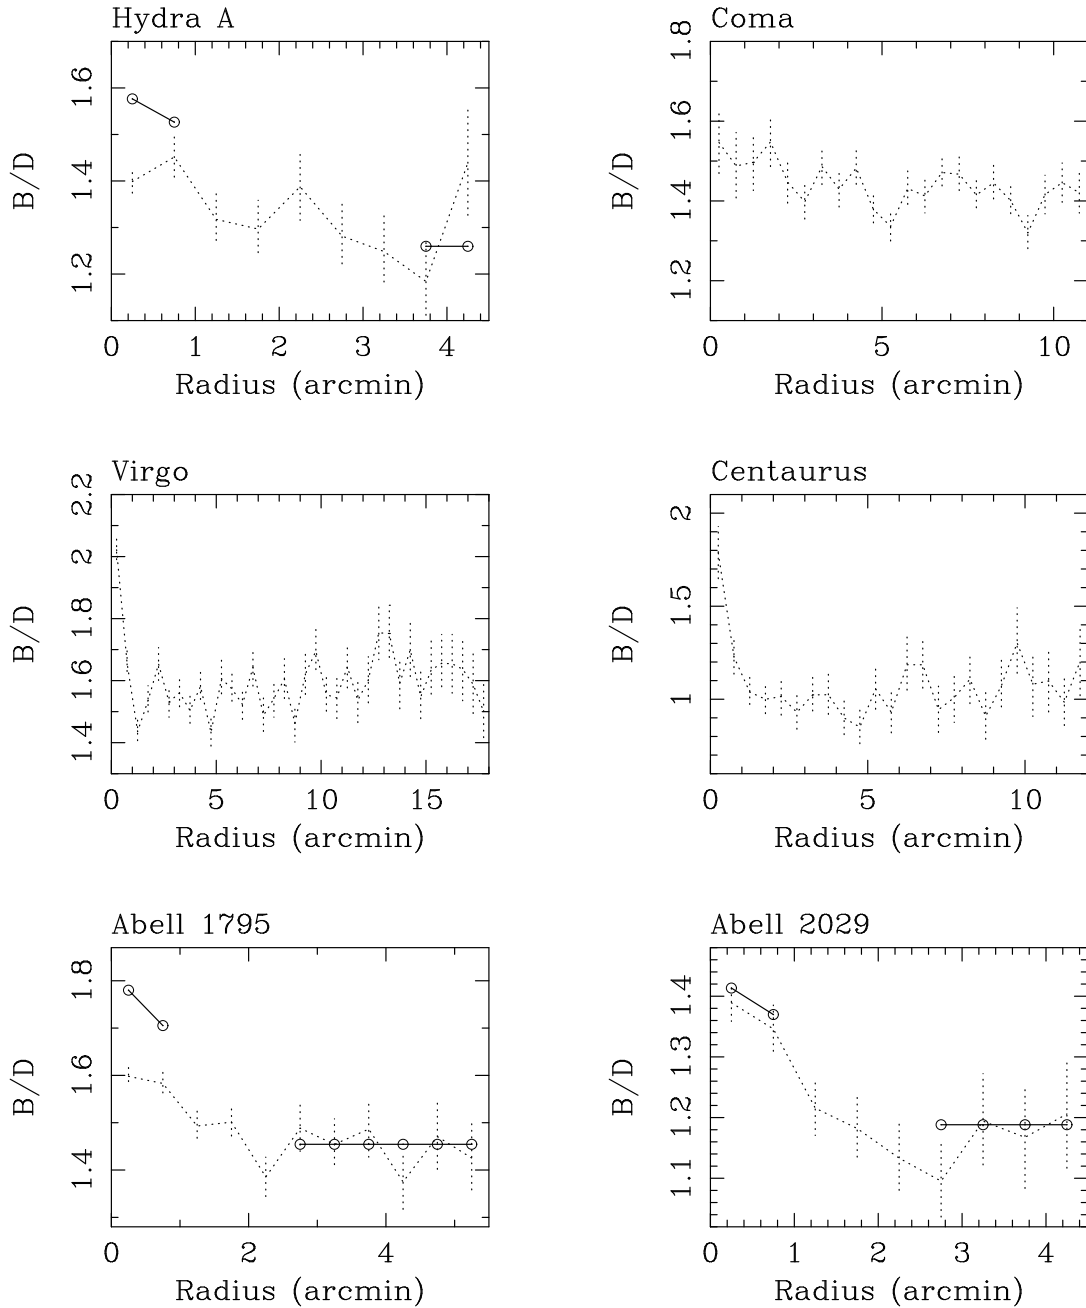 Hydra A
B/D
1.6
1.4
1.2
0 1 2 3 4
Radius (arcmin)
Coma
B/D
1.8
1.6
1.4
1.2
0 5 10
Radius (arcmin)
Virgo
B/D
2.2
2
1.8
1.6
1.4
0 5 10 15
Radius (arcmin)
Centaurus
B/D
2
1.5
1
0 5 10
Radius (arcmin)
Abell 1795
B/D
1.8
1.6
1.4
0 2 4
Radius (arcmin)
Abell 2029
B/D
1.4
1.3
1.2
1.1
0 1 2 3 4
Radius (arcmin)